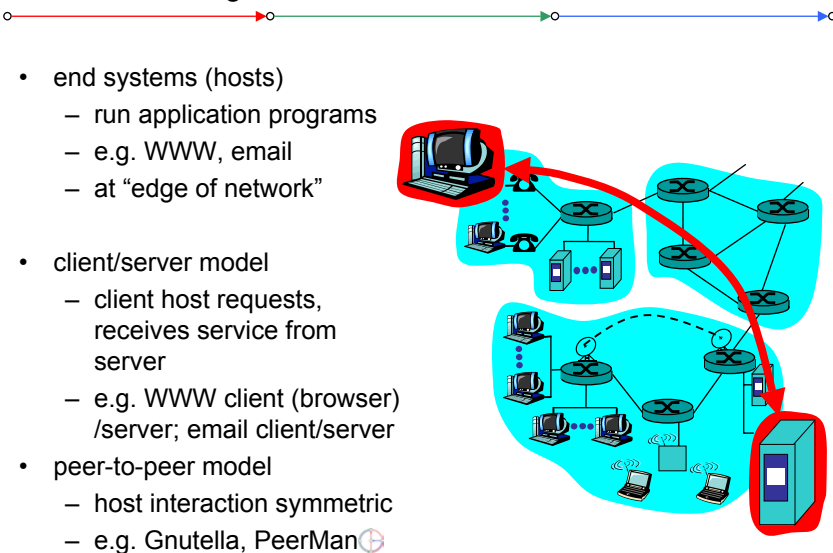 • end systems (hosts)
– run application programs
– e.g. WWW, email
– at “edge of network”
• client/server model
– client host requests,
receives service from
server
– e.g. WWW client (browser)
/server; email client/server
• peer-to-peer model
– host interaction symmetric
– e.g. Gnutella, PeerMan